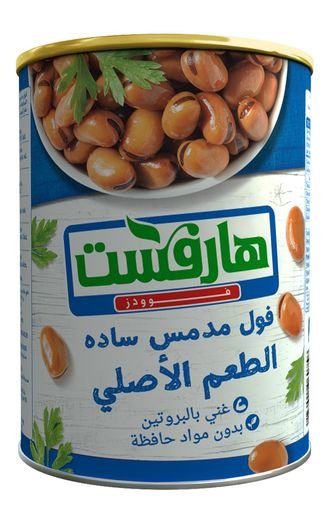 هارفست
فوودز
فول مدمس ساده
الطعم الأصلي
غني بالبروتين
بدون مواد حافظة